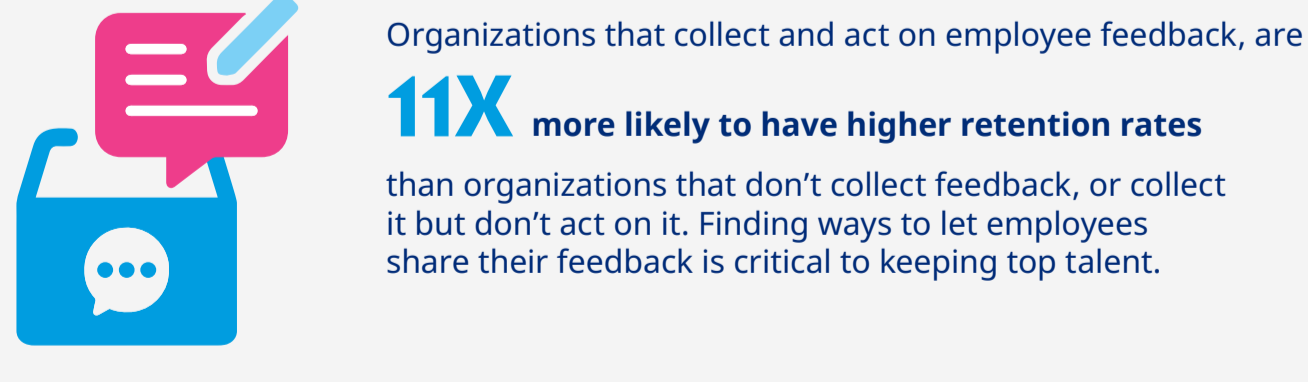 Organizations that collect and act on employee feedback, are
11X more likely to have higher retention rates
than organizations that don’t collect feedback, or collect
it but don’t act on it. Finding ways to let employees
share their feedback is critical to keeping top talent.